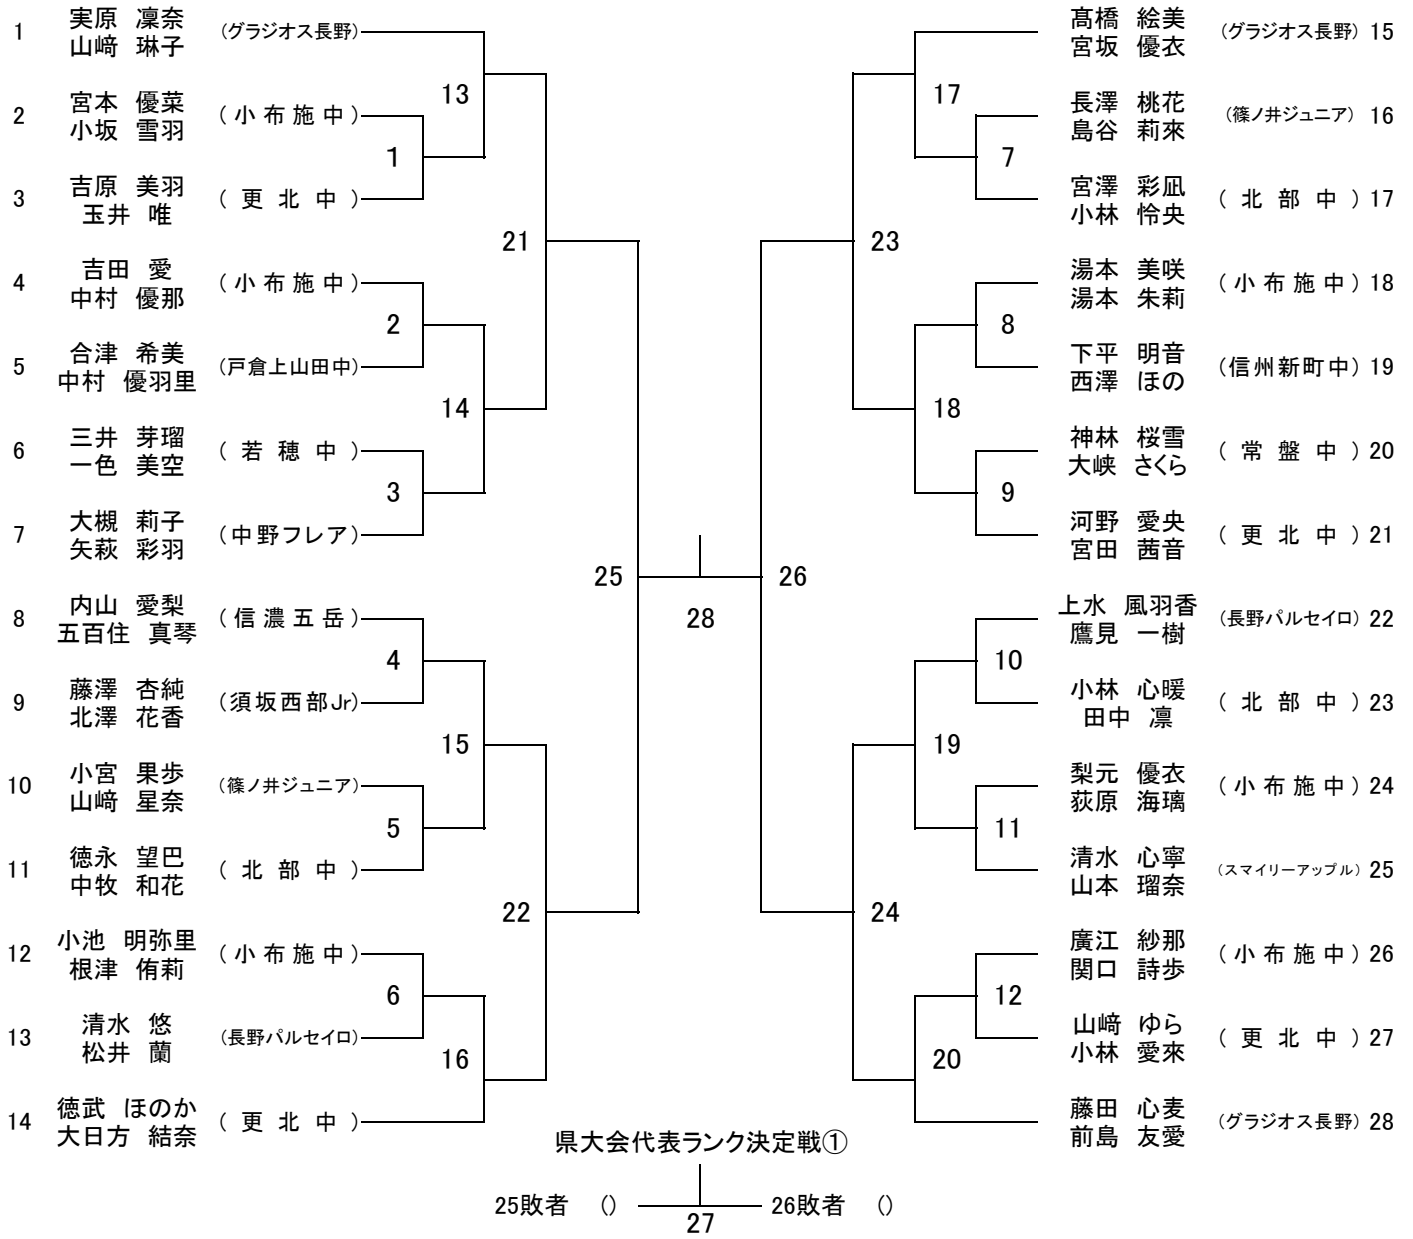 1 実原 凜奈 (グラジオス長野)
山﨑 琳子
2 宮本 優菜 (小布施中)
小坂 雪羽
3 吉原 美羽 (更北中)
玉井 唯
4 吉田 愛 (小布施中)
中村 優那
5 合津 希美 (戸倉上山田中)
中村 優羽里
6 三井 芽瑠 (若穂中)
一色 美空
7 大槻 莉子 (中野フレア)
矢萩 彩羽
8 内山 愛梨 (信濃五岳)
五百住 真琴
9 藤澤 杏純 (須坂西部Jr)
北澤 花香
10 小宮 果歩 (篠ノ井ジュニア)
山﨑 星奈
11 徳永 望巴 (北部中)
中牧 和花
12 小池 明弥里 (小布施中)
根津 侑莉
13 清水 悠 (長野パルセイロ)
松井 蘭
14 徳武 ほのか (更北中)
大日方 結奈
13
1
21
2
14
3
25
4
15
5
22
6
16
28
17
7
23
8
18
9
26
10
19
11
24
12
20
髙橋 絵美 (グラジオス長野) 15
宮坂 優衣
長澤 桃花 (篠ノ井ジュニア) 16
島谷 莉來
宮澤 彩凪 (北部中) 17
小林 怜央
湯本 美咲 (小布施中) 18
湯本 朱莉
下平 明音 (信州新町中) 19
西澤 ほの
神林 桜雪 (常盤中) 20
大峡 さくら
河野 愛央 (更北中) 21
宮田 茜音
上水 風羽香 (長野パルセイロ) 22
鷹見 一樹
小林 心暖 (北部中) 23
田中 凛
梨元 優衣 (小布施中) 24
荻原 海璃
清水 心寧 (スマイリーアップル) 25
山本 瑠奈
廣江 紗那 (小布施中) 26
関口 詩歩
山﨑 ゆら (更北中) 27
小林 愛來
藤田 心麦 (グラジオス長野) 28
前島 友愛
県大会代表ランク決定戦①
25敗者 () 26敗者 ()
27